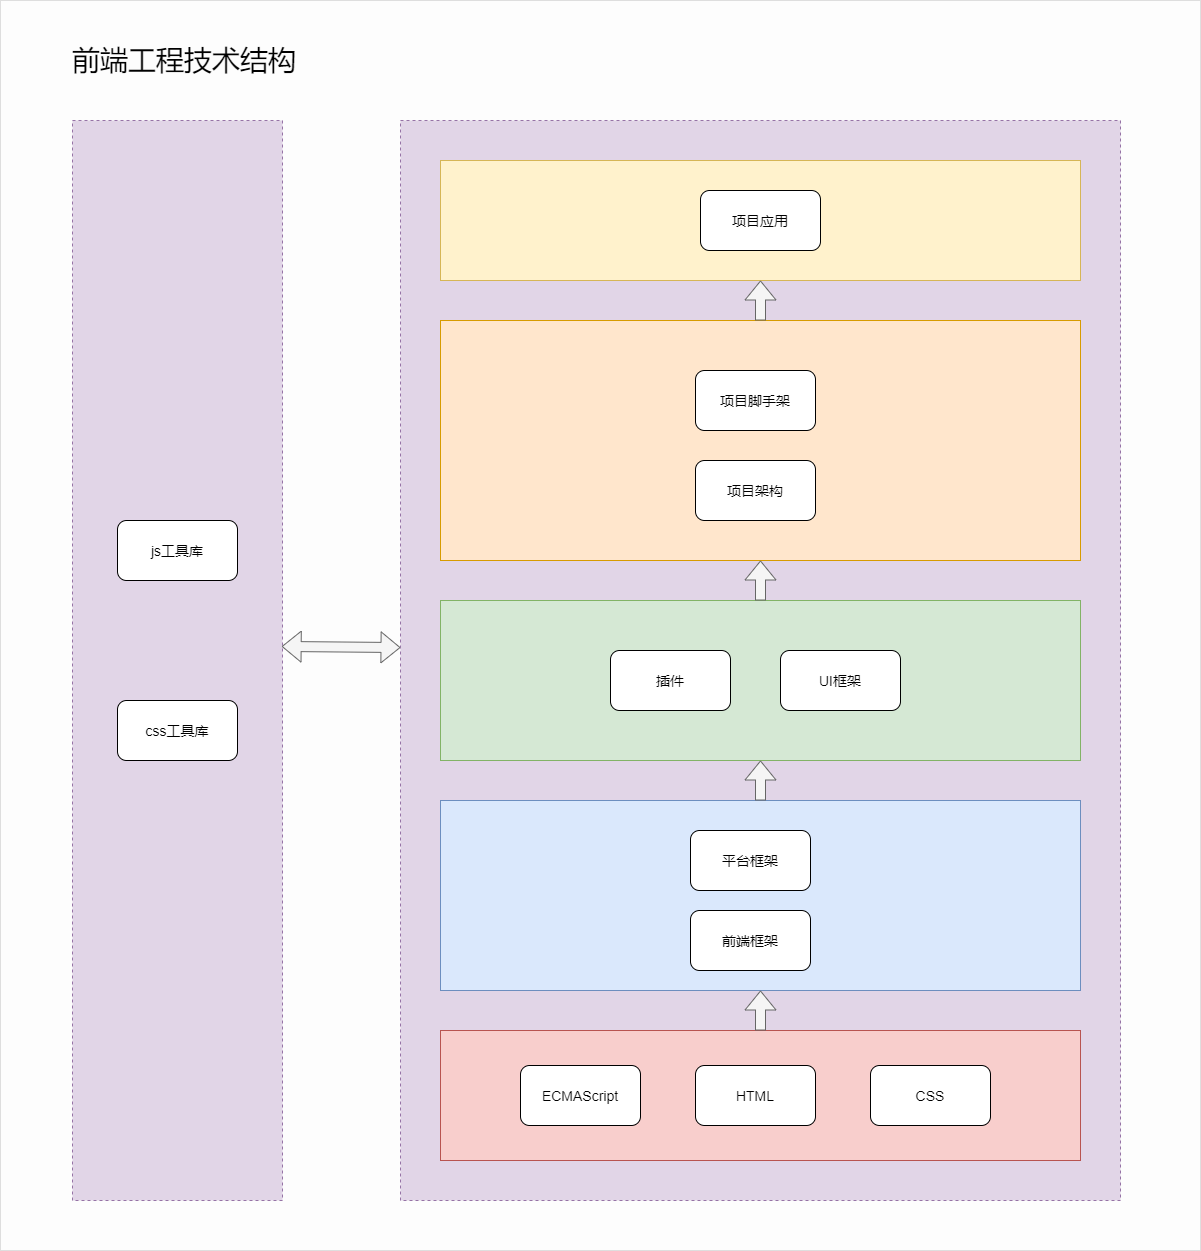 前端工程技术结构
js工具库
css工具库
项目应用
项目脚手架
项目架构
插件
UI框架
平台框架
前端框架
ECMAScript
HTML
CSS